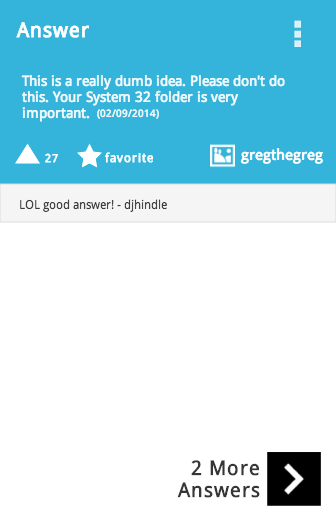 Answer
This is a really dumb idea. Please don't do
this. Your System 32 folder is very
important. (02/09/2014)
27 favorite gregthegreg
LOL good answer! - djhindle
2 More
Answers